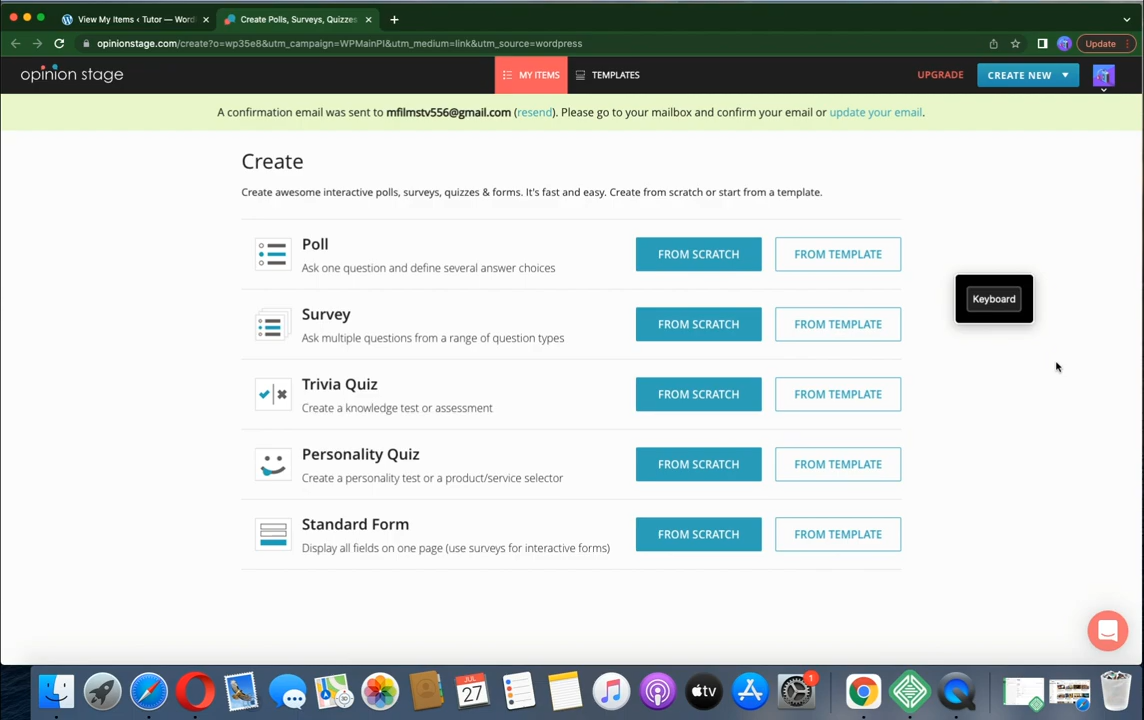 View My Items ‹ Tutor — Word
Create Polls, Surveys, Quizzes
opinionstage.com/create?o=wp35e8&utm_campaign=WPMainPI&utm_medium=link&utm_source=wordpress
Update
opinion stage
MY ITEMS
TEMPLATES
UPGRADE
CREATE NEW
A confirmation email was sent to mfilmstv556@gmail.com (resend). Please go to your mailbox and confirm your email or update your email.
Create
Create awesome interactive polls, surveys, quizzes & forms. It's fast and easy. Create from scratch or start from a template.
Poll
Ask one question and define several answer choices
FROM SCRATCH
FROM TEMPLATE
Survey
Ask multiple questions from a range of question types
FROM SCRATCH
FROM TEMPLATE
Keyboard
Trivia Quiz
Create a knowledge test or assessment
FROM SCRATCH
FROM TEMPLATE
Personality Quiz
Create a personality test or a product/service selector
FROM SCRATCH
FROM TEMPLATE
Standard Form
Display all fields on one page (use surveys for interactive forms)
FROM SCRATCH
FROM TEMPLATE
JUL
27
tv
1